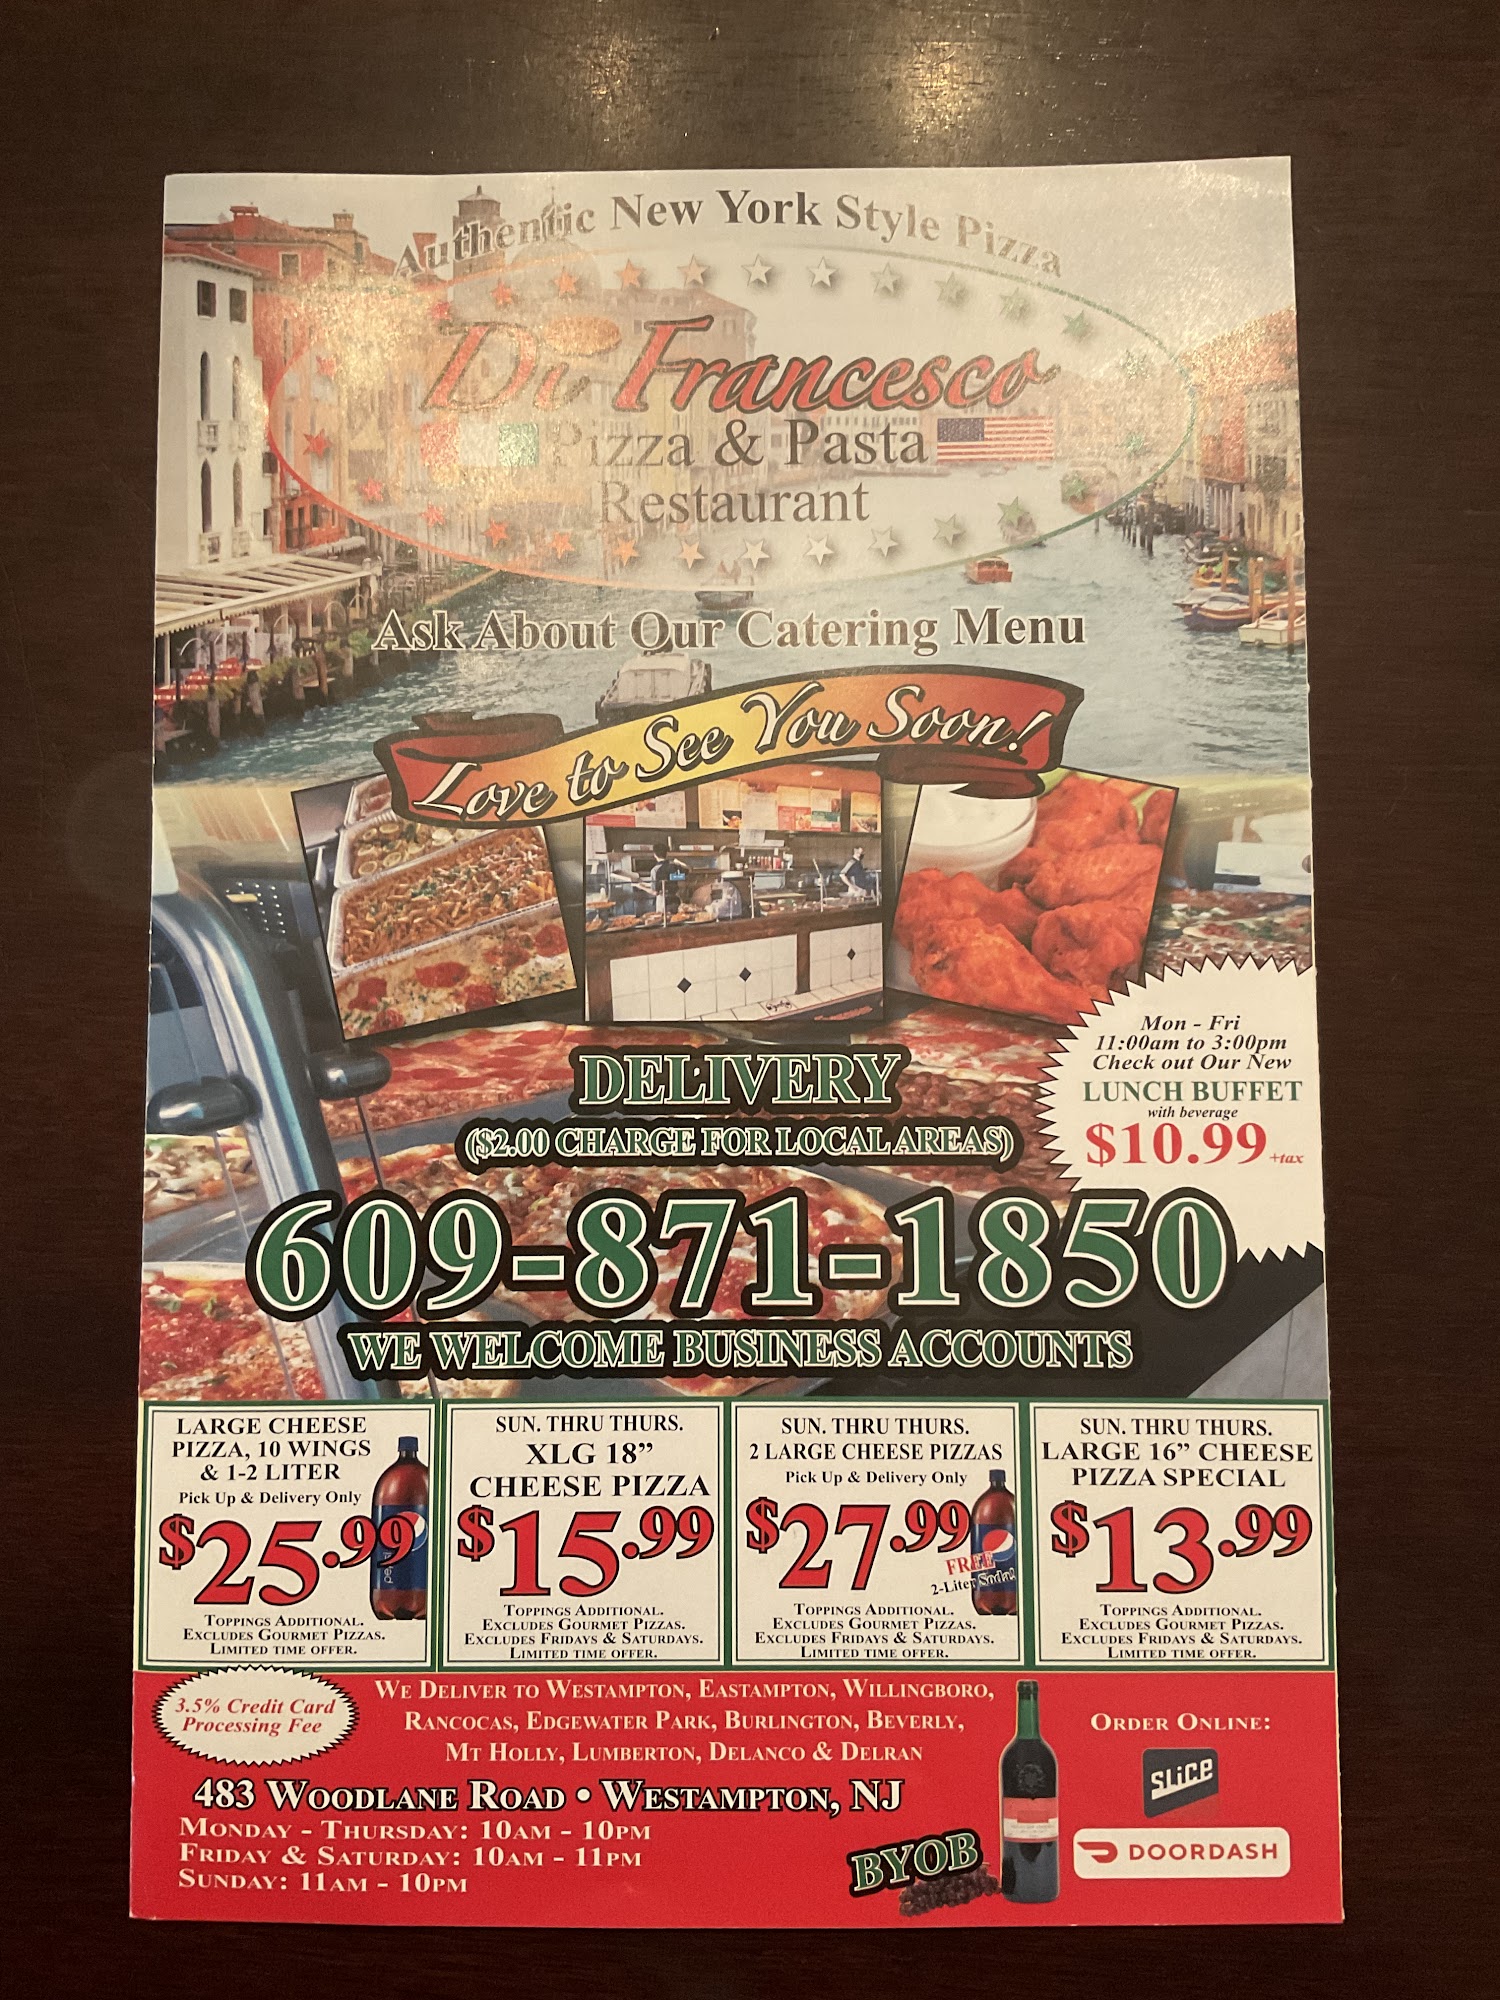 Authentic New York Style Pizza
Di Francesco
Pizza & Pasta
Restaurant
Ask About Our Catering Menu
Love to See You Soon!
Mon - Fri
11:00am to 3:00pm
Check out Our New
LUNCH BUFFET
with beverage
$10.99 +tax
DELIVERY
($2.00 CHARGE FOR LOCAL AREAS)
609-871-1850
WE WELCOME BUSINESS ACCOUNTS
LARGE CHEESE
PIZZA, 10 WINGS
& 1-2 LITER
Pick Up & Delivery Only
$25.99
pepsi
TOPPINGS ADDITIONAL.
EXCLUDES GOURMET PIZZAS.
LIMITED TIME OFFER.
SUN. THRU THURS.
XLG 18”
CHEESE PIZZA
$15.99
TOPPINGS ADDITIONAL.
EXCLUDES GOURMET PIZZAS.
EXCLUDES FRIDAYS & SATURDAYS.
LIMITED TIME OFFER.
SUN. THRU THURS.
2 LARGE CHEESE PIZZAS
Pick Up & Delivery Only
$27.99
FREE
2-Liter Soda!
TOPPINGS ADDITIONAL.
EXCLUDES GOURMET PIZZAS.
EXCLUDES FRIDAYS & SATURDAYS.
LIMITED TIME OFFER.
SUN. THRU THURS.
LARGE 16” CHEESE
PIZZA SPECIAL
$13.99
TOPPINGS ADDITIONAL.
EXCLUDES GOURMET PIZZAS.
EXCLUDES FRIDAYS & SATURDAYS.
LIMITED TIME OFFER.
3.5% Credit Card
Processing Fee
WE DELIVER TO WESTAMPTON, EASTAMPTON, WILLINGBORO,
RANCOCAS, EDGEWATER PARK, BURLINGTON, BEVERLY,
MT HOLLY, LUMBERTON, DELANCO & DELRAN
483 WOODLANE ROAD • WESTAMPTON, NJ
MONDAY - THURSDAY: 10AM - 10PM
FRIDAY & SATURDAY: 10AM - 11PM
SUNDAY: 11AM - 10PM
BYOB
ORDER ONLINE:
SLiCE
DOORDASH